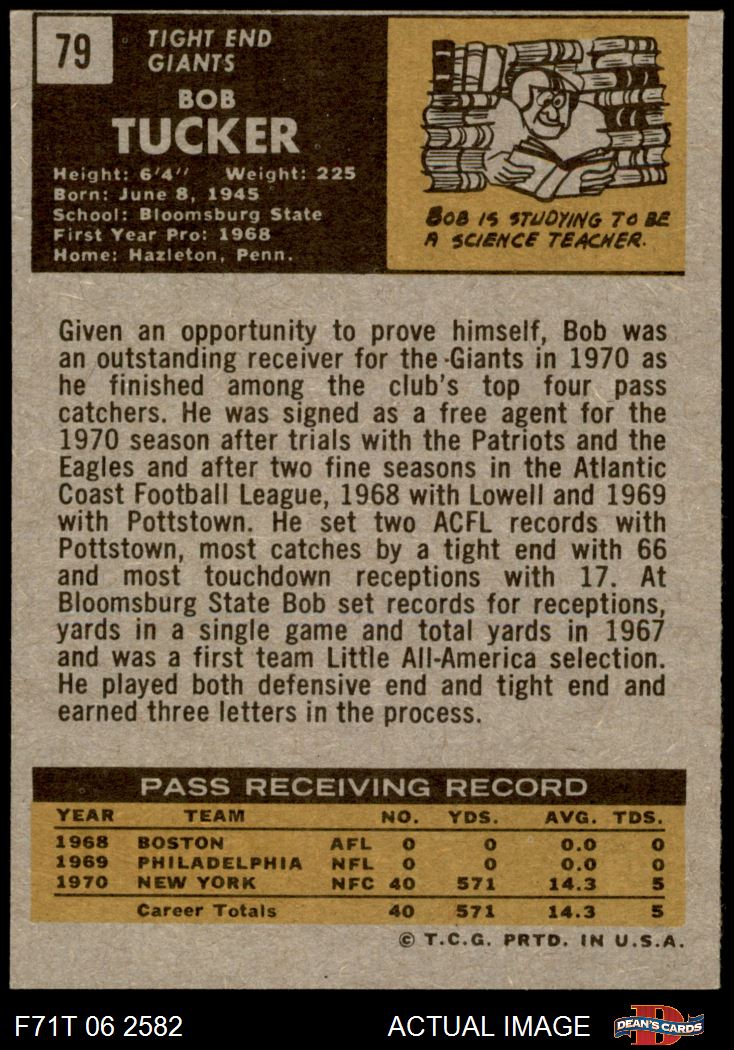 79
TIGHT END
GIANTS
BOB
TUCKER
Height: 6'4" Weight: 225
Born: June 8, 1945
School: Bloomsburg State
First Year Pro: 1968
Home: Hazleton, Penn.
BOB IS STUDYING TO BE
A SCIENCE TEACHER.
Given an opportunity to prove himself, Bob was
an outstanding receiver for the Giants in 1970 as
he finished among the club's top four pass
catchers. He was signed as a free agent for the
1970 season after trials with the Patriots and the
Eagles and after two fine seasons in the Atlantic
Coast Football League, 1968 with Lowell and 1969
with Pottstown. He set two ACFL records with
Pottstown, most catches by a tight end with 66
and most touchdown receptions with 17. At
Bloomsburg State Bob set records for receptions,
yards in a single game and total yards in 1967
and was a first team Little All-America selection.
He played both defensive end and tight end and
earned three letters in the process.
PASS RECEIVING RECORD
YEAR TEAM NO. YDS. AVG. TDS.
1968 BOSTON AFL 0 0 0.0 0
1969 PHILADELPHIA NFL 0 0 0.0 0
1970 NEW YORK NFC 40 571 14.3 5
Career Totals 40 571 14.3 5
© T.C.G. PRTD. IN U.S.A.
F71T 06 2582 ACTUAL IMAGE D DEAN'S CARDS